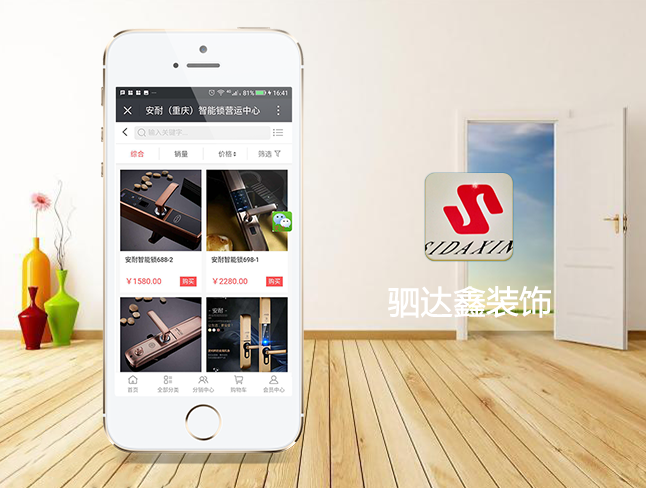 81% 16:41
安耐（重庆）智能锁营运中心
输入关键字...
综合 销量 价格 筛选
安耐智能锁688-2 安耐智能锁698-1
￥1580.00 购买 ￥2280.00 购买
安耐
首页 全部分类 分销中心 购物车 会员中心
SIDAXIN
驷达鑫装饰